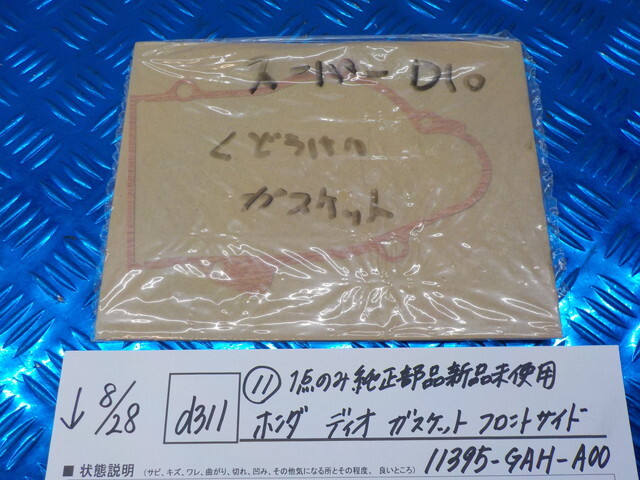 スーパーDio
くどうけい
ガスケット
↓ 8/28 d311 ⑪ 1点のみ純正部品新品未使用
ホンダ ディオ ガスケット フロントサイド
11395-GAH-A00
■ 状態説明 (サビ、キズ、ワレ、曲がり、切れ、凹み、その他気になる所とその程度、良いところ)